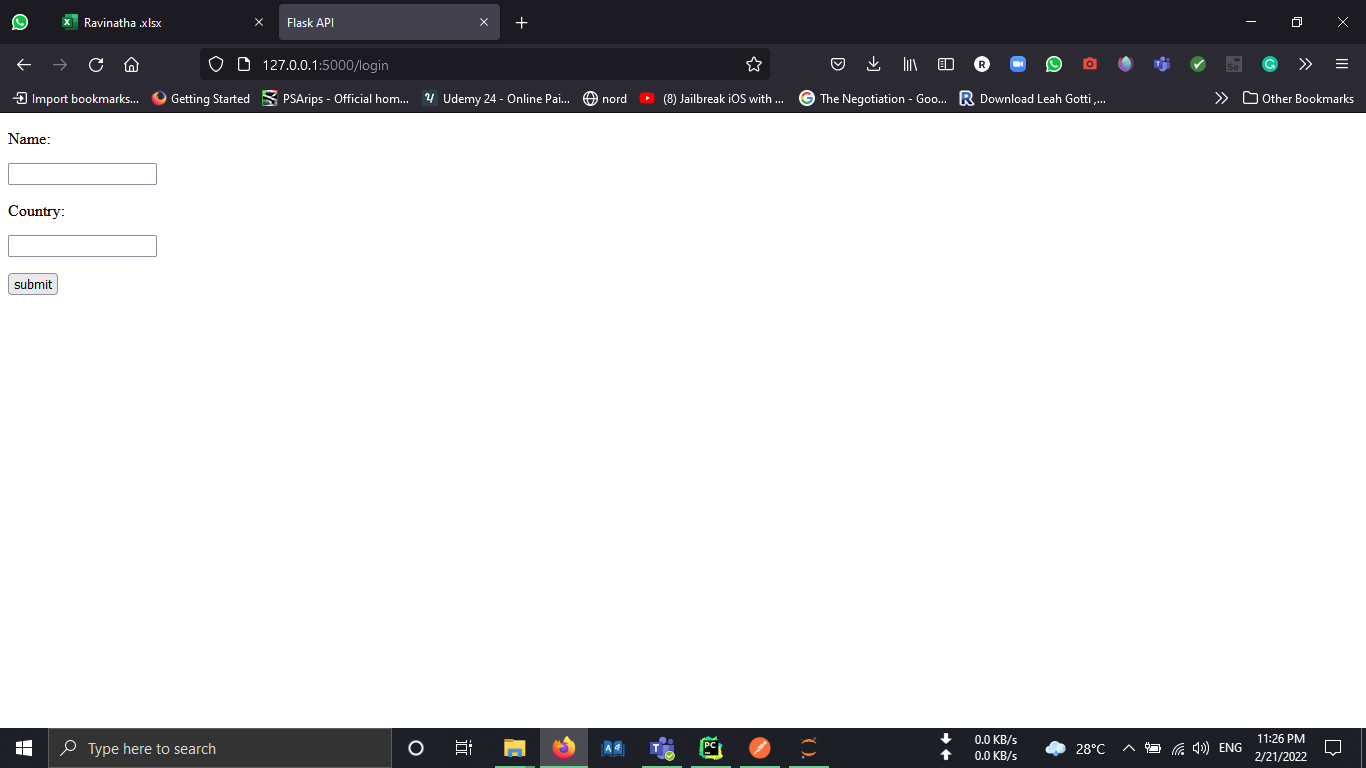 Ravinatha .xlsx
Flask API
127.0.0.1:5000/login
R
Se
Import bookmarks...
Getting Started
PSArips - Official hom...
Udemy 24 - Online Pai...
nord
(8) Jailbreak iOS with ...
The Negotiation - Goo...
Download Leah Gotti ,...
Other Bookmarks
Name:
Country:
submit
Type here to search
PC
0.0 KB/s
0.0 KB/s
28°C
ENG
11:26 PM
2/21/2022